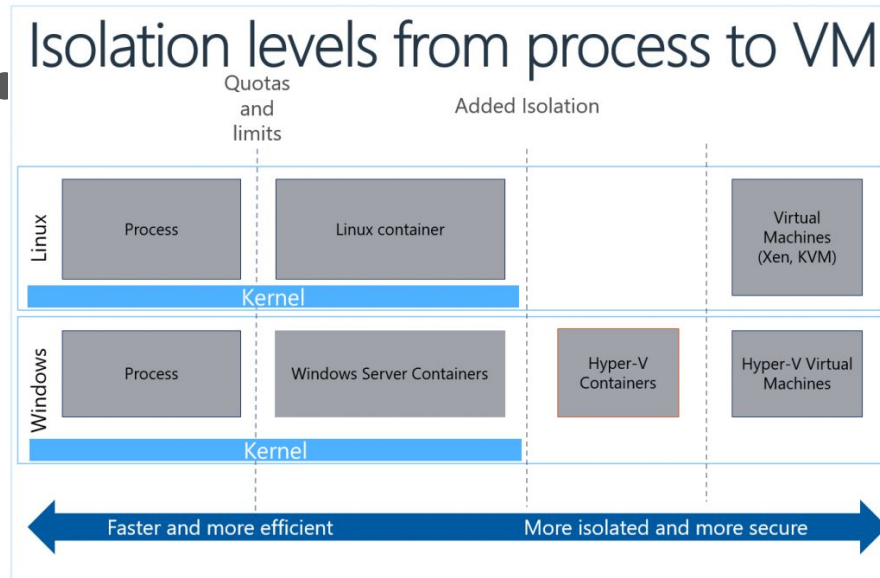 Isolation levels from process to VM
Quotas
and
limits
Added Isolation
Linux
Process
Linux container
Virtual
Machines
(Xen, KVM)
Kernel
Windows
Process
Windows Server Containers
Hyper-V
Containers
Hyper-V Virtual
Machines
Kernel
Faster and more efficient
More isolated and more secure